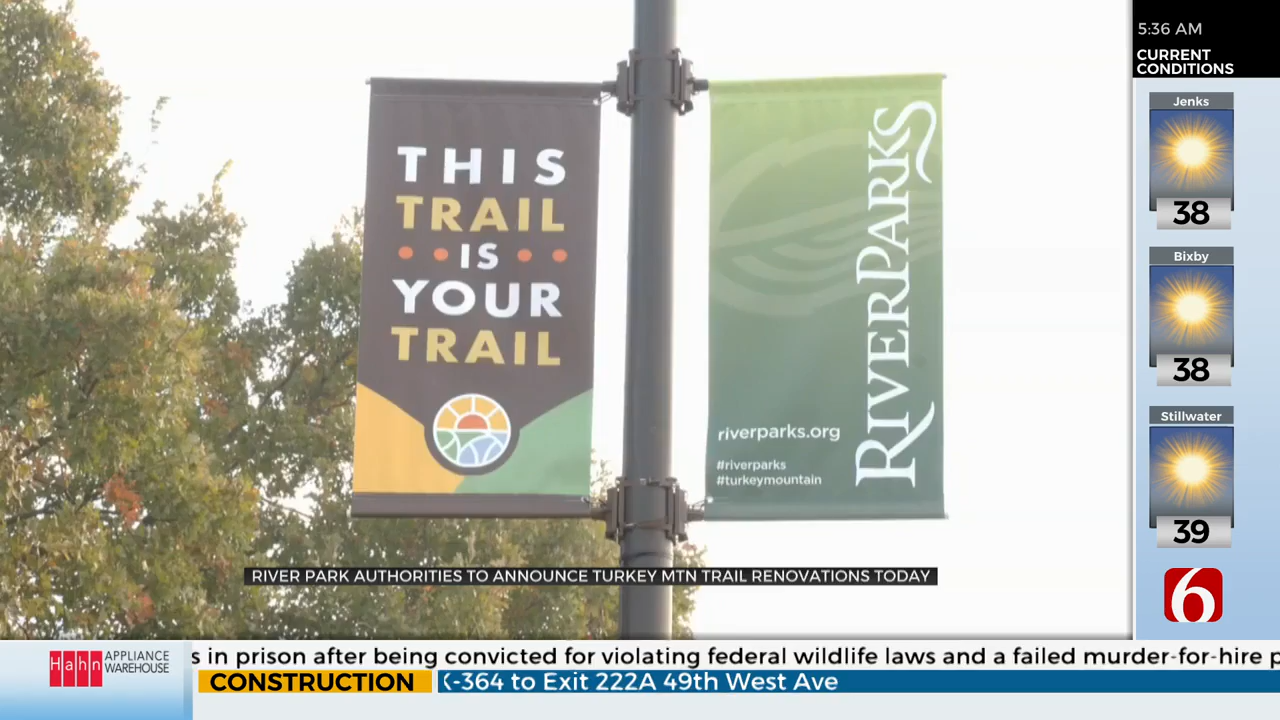 THIS
TRAIL
IS
YOUR
TRAIL
RIVERPARKS
riverparks.org
#riverparks
#turkeymountain
RIVER PARK AUTHORITIES TO ANNOUNCE TURKEY MTN TRAIL RENOVATIONS TODAY
5:36 AM
CURRENT
CONDITIONS
Jenks
38
Bixby
38
Stillwater
39
6
Hahn APPLIANCE
WAREHOUSE
s in prison after being convicted for violating federal wildlife laws and a failed murder-for-hire p
CONSTRUCTION
-364 to Exit 222A 49th West Ave